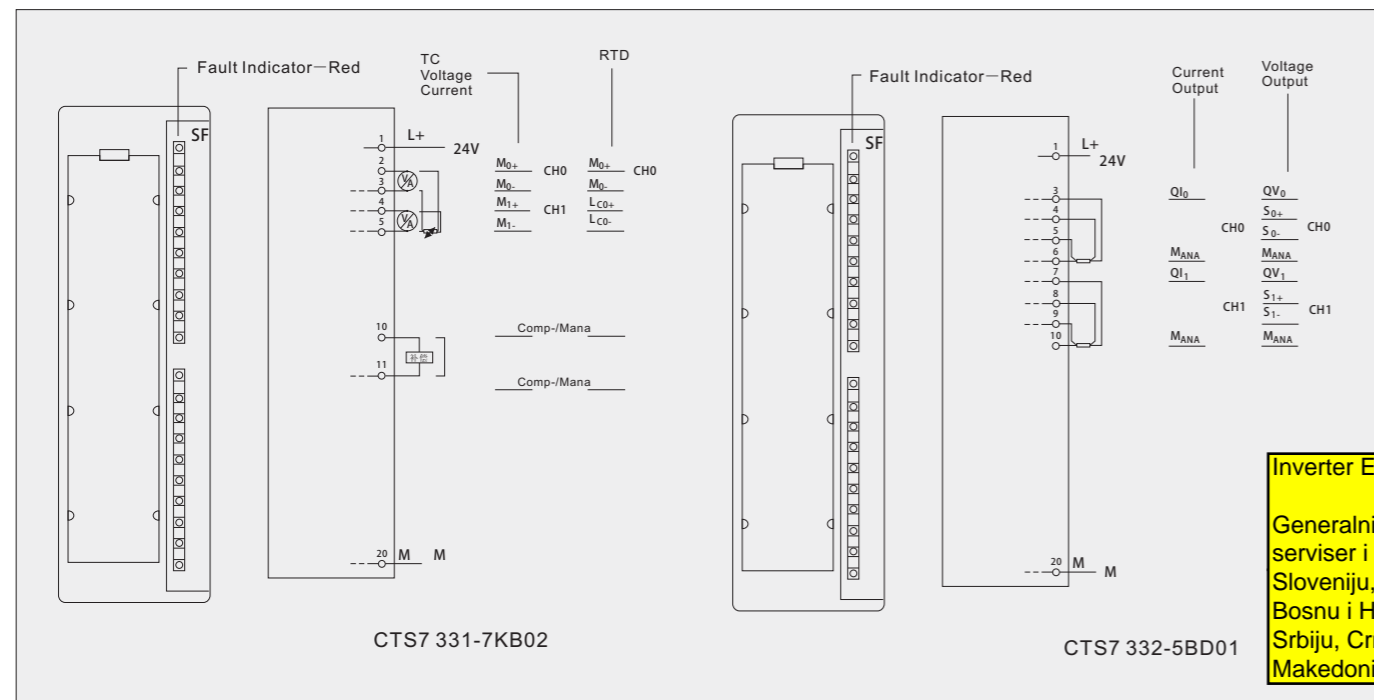 Fault Indicator—Red
SF
TC
Voltage
Current
RTD
1
L+
24V
2
3
4
5
V/A
V/A
M0+
M0-
M1+
M1-
CH0
CH1
M0+
M0-
LC0+
LC0-
CH0
10
11
Comp-/Mana
Comp-/Mana
20
M
M
CTS7 331-7KB02
Fault Indicator—Red
SF
Current
Output
Voltage
Output
1
L+
24V
3
4
5
6
7
8
9
10
QI0
CH0
MANA
QI1
CH1
MANA
QV0
S0+
S0-
CH0
MANA
QV1
S1+
S1-
CH1
MANA
20
M
M
CTS7 332-5BD01
Inverter E
Generalni
serviser i
Sloveniju,
Bosnu i H
Srbiju, Cr
Makedoni